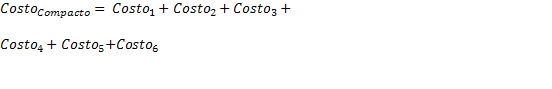 Costo_Compacto = Costo_1 + Costo_2 + Costo_3 +
Costo_4 + Costo_5+Costo_6